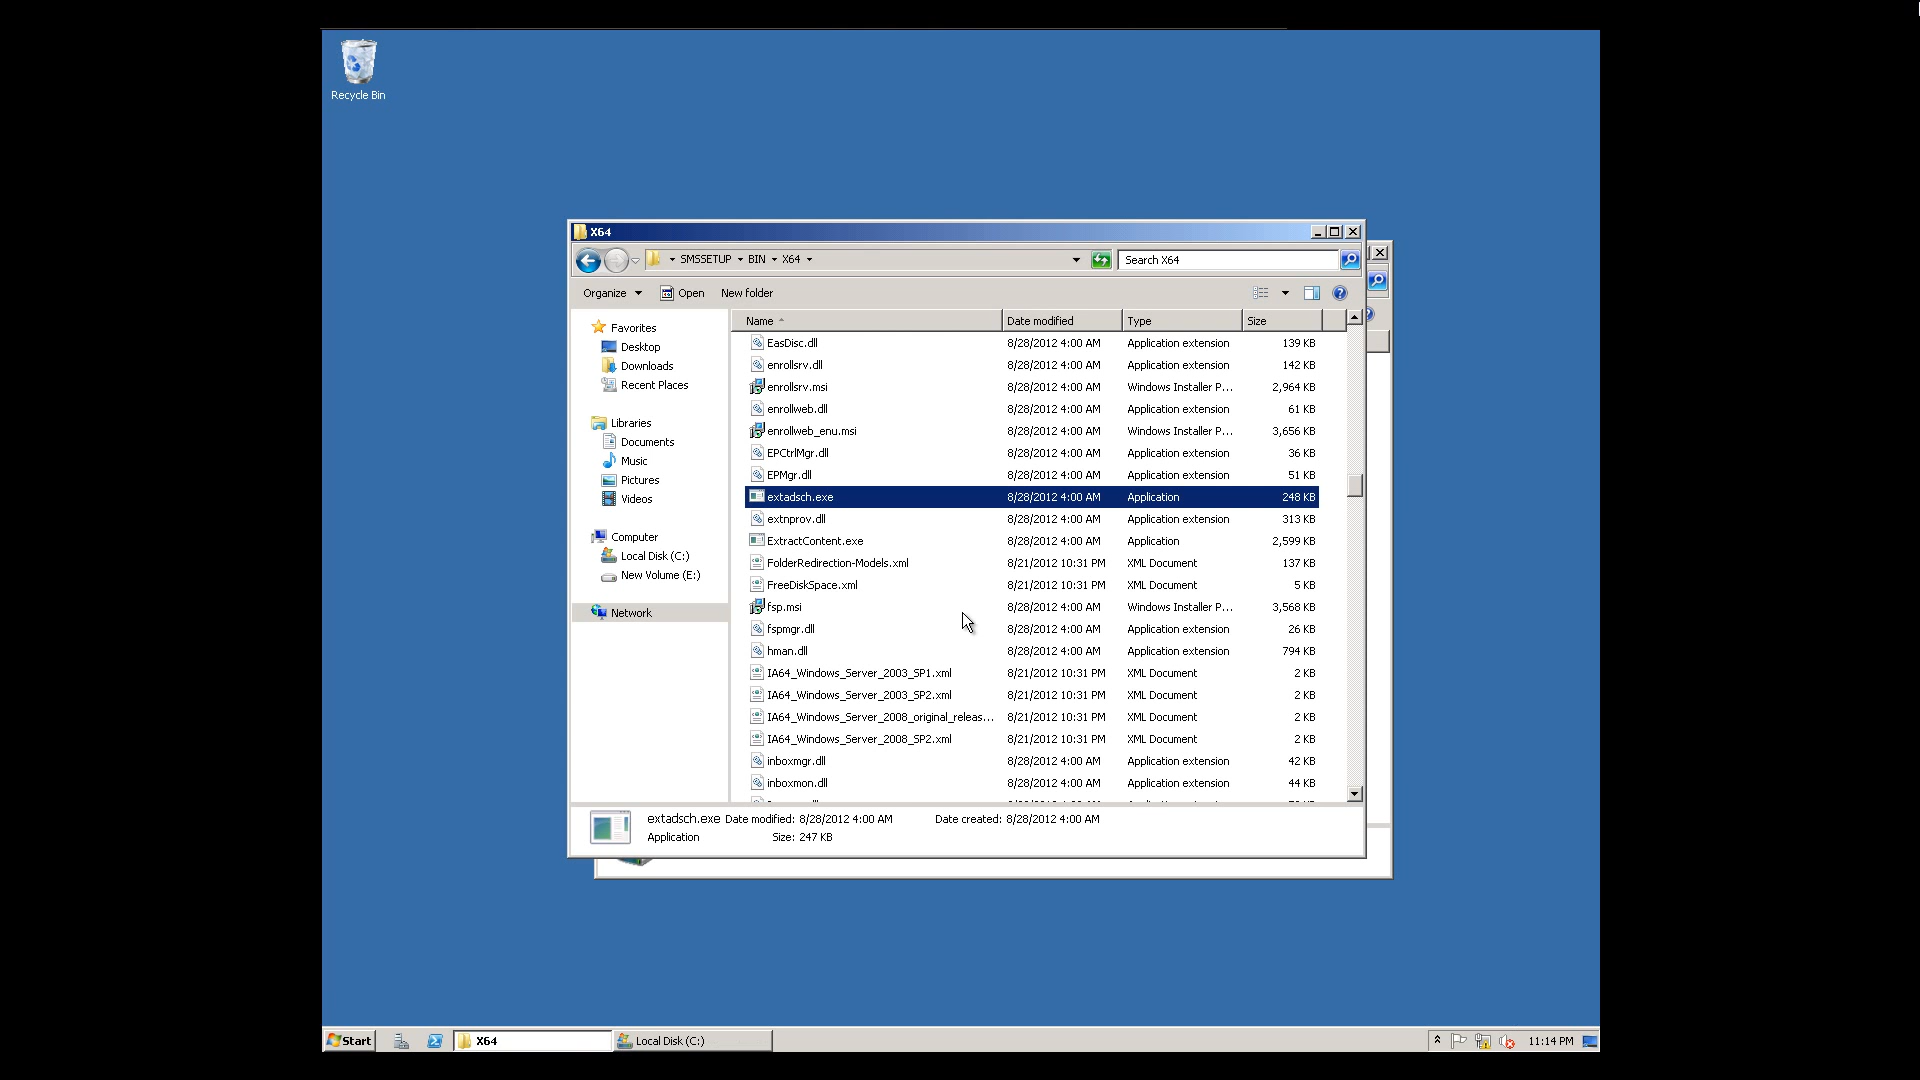 Recycle Bin
X64
SMSSETUP BIN X64
Search X64
Organize Open New folder
Name Date modified Type Size
Favorites
Desktop
Downloads
Recent Places
Libraries
Documents
Music
Pictures
Videos
Computer
Local Disk (C:)
New Volume (E:)
Network
EasDisc.dll 8/28/2012 4:00 AM Application extension 139 KB
enrollsrv.dll 8/28/2012 4:00 AM Application extension 142 KB
enrollsrv.msi 8/28/2012 4:00 AM Windows Installer P... 2,964 KB
enrollweb.dll 8/28/2012 4:00 AM Application extension 61 KB
enrollweb_enu.msi 8/28/2012 4:00 AM Windows Installer P... 3,656 KB
EPCtrlMgr.dll 8/28/2012 4:00 AM Application extension 36 KB
EPMgr.dll 8/28/2012 4:00 AM Application extension 51 KB
extadsch.exe 8/28/2012 4:00 AM Application 248 KB
extnprov.dll 8/28/2012 4:00 AM Application extension 313 KB
ExtractContent.exe 8/28/2012 4:00 AM Application 2,599 KB
FolderRedirection-Models.xml 8/21/2012 10:31 PM XML Document 137 KB
FreeDiskSpace.xml 8/21/2012 10:31 PM XML Document 5 KB
fsp.msi 8/28/2012 4:00 AM Windows Installer P... 3,568 KB
fspmgr.dll 8/28/2012 4:00 AM Application extension 26 KB
hman.dll 8/28/2012 4:00 AM Application extension 794 KB
IA64_Windows_Server_2003_SP1.xml 8/21/2012 10:31 PM XML Document 2 KB
IA64_Windows_Server_2003_SP2.xml 8/21/2012 10:31 PM XML Document 2 KB
IA64_Windows_Server_2008_original_releas... 8/21/2012 10:31 PM XML Document 2 KB
IA64_Windows_Server_2008_SP2.xml 8/21/2012 10:31 PM XML Document 2 KB
inboxmgr.dll 8/28/2012 4:00 AM Application extension 42 KB
inboxmon.dll 8/28/2012 4:00 AM Application extension 44 KB
extadsch.exe Date modified: 8/28/2012 4:00 AM Date created: 8/28/2012 4:00 AM
Application Size: 247 KB
Start X64 Local Disk (C:) 11:14 PM